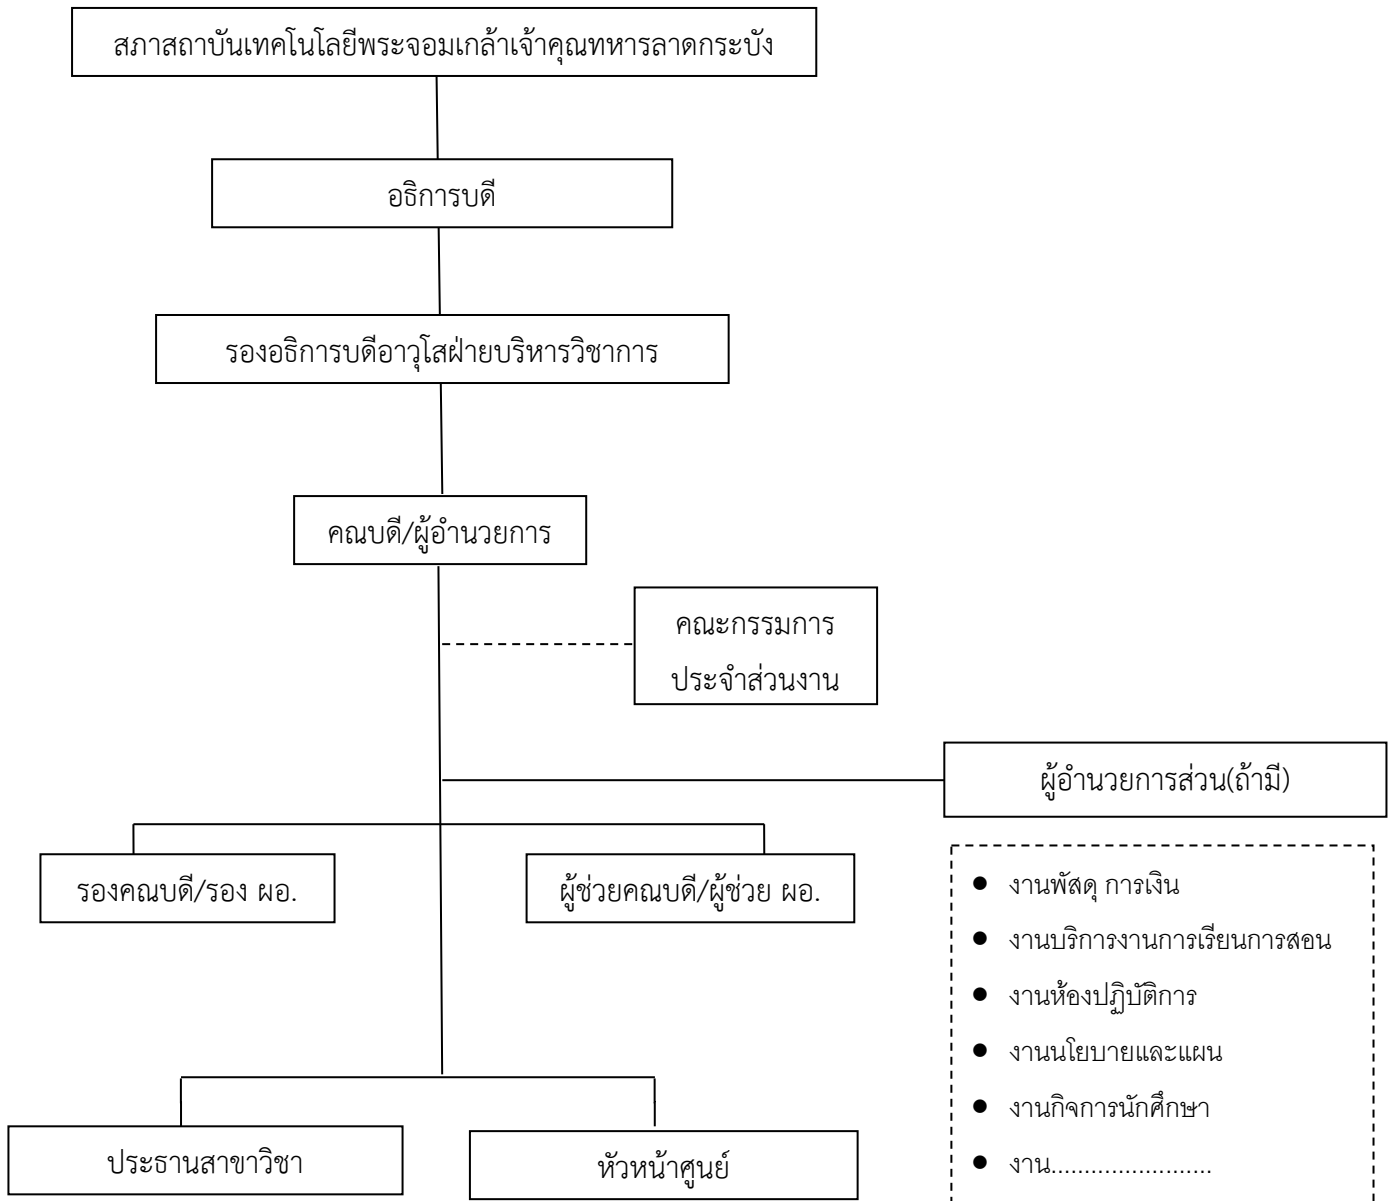 สภาสถาบันเทคโนโลยีพระจอมเกล้าเจ้าคุณทหารลาดกระบัง
อธิการบดี
รองอธิการบดีอาวุโสฝ่ายบริหารวิชาการ
คณบดี/ผู้อำนวยการ
คณะกรรมการ
ประจำส่วนงาน
ผู้อำนวยการส่วน(ถ้ามี)
รองคณบดี/รอง ผอ.
ผู้ช่วยคณบดี/ผู้ช่วย ผอ.
● งานพัสดุ การเงิน
● งานบริการงานการเรียนการสอน
● งานห้องปฏิบัติการ
● งานนโยบายและแผน
● งานกิจการนักศึกษา
● งาน........................
ประธานสาขาวิชา
หัวหน้าศูนย์